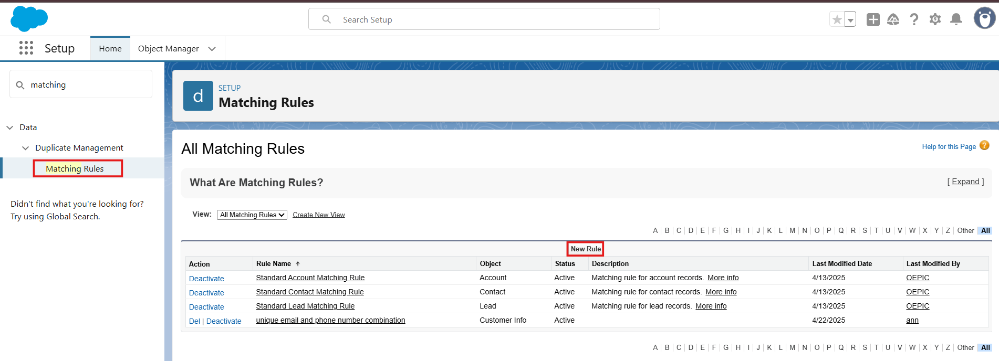 Search Setup
Setup
Home
Object Manager
matching
Data
Duplicate Management
Matching Rules
Didn't find what you're looking for?
Try using Global Search.
d
SETUP
Matching Rules
All Matching Rules
Help for this Page ?
What Are Matching Rules?
[ Expand ]
View: All Matching Rules Create New View
A | B | C | D | E | F | G | H | I | J | K | L | M | N | O | P | Q | R | S | T | U | V | W | X | Y | Z | Other All
New Rule
Action Rule Name ↑ Object Status Description Last Modified Date Last Modified By
Deactivate Standard Account Matching Rule Account Active Matching rule for account records. More info 4/13/2025 OEPIC
Deactivate Standard Contact Matching Rule Contact Active Matching rule for contact records. More info 4/13/2025 OEPIC
Deactivate Standard Lead Matching Rule Lead Active Matching rule for lead records. More info 4/13/2025 OEPIC
Del | Deactivate unique email and phone number combination Customer Info Active 4/22/2025 ann
A | B | C | D | E | F | G | H | I | J | K | L | M | N | O | P | Q | R | S | T | U | V | W | X | Y | Z | Other All